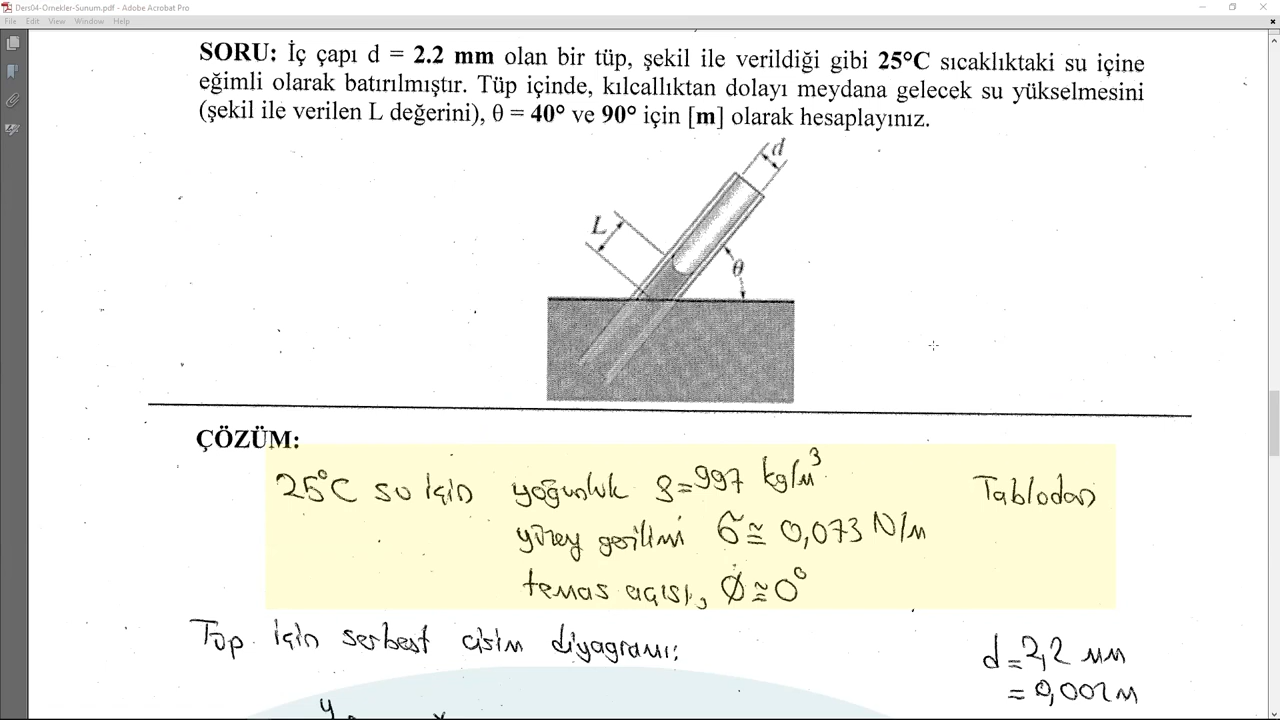 Ders04-Ornekler-Sunum.pdf - Adobe Acrobat Pro
File Edit View Window Help
SORU: İç çapı d = 2.2 mm olan bir tüp, şekil ile verildiği gibi 25°C sıcaklıktaki su içine
eğimli olarak batırılmıştır. Tüp içinde, kılcallıktan dolayı meydana gelecek su yükselmesini
(şekil ile verilen L değerini), θ = 40° ve 90° için [m] olarak hesaplayınız.
d
L
θ
ÇÖZÜM:
25°C su için yoğunluk ρ=997 kg/m³ Tablodan
yüzey gerilimi σ≅ 0,073 N/m
temas açısı, ϕ≅0°
Tüp için serbest cisim diyagramı:
d=2,2 mm
= 0,002 m
y